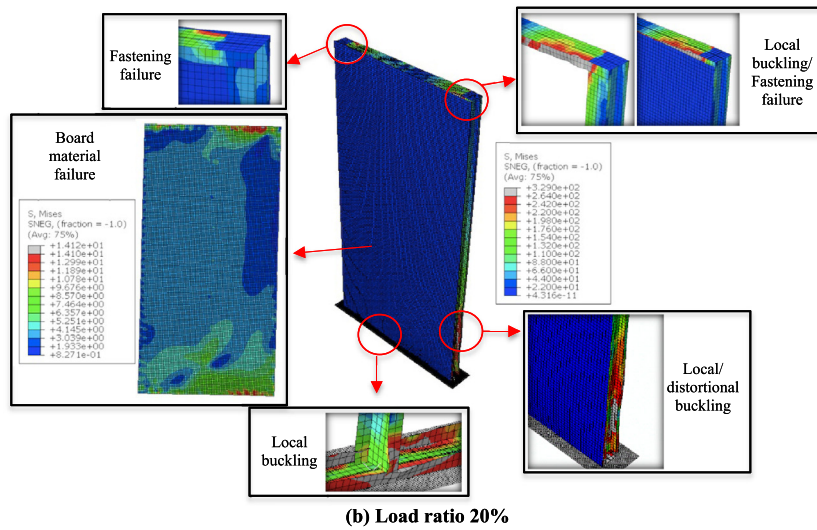 Fastening
failure
Local
buckling/
Fastening
failure
Board
material
failure
S, Mises
SNEG, (fraction = -1.0)
(Avg: 75%)
+1.412e+01
+1.410e+01
+1.299e+01
+1.189e+01
+1.078e+01
+9.676e+00
+8.570e+00
+7.464e+00
+6.357e+00
+5.251e+00
+4.145e+00
+3.039e+00
+1.933e+00
+8.271e-01
S, Mises
SNEG, (fraction = -1.0)
(Avg: 75%)
+3.290e+02
+2.640e+02
+2.420e+02
+2.200e+02
+1.980e+02
+1.760e+02
+1.540e+02
+1.320e+02
+1.100e+02
+8.800e+01
+6.600e+01
+4.400e+01
+2.200e+01
+4.316e-11
Local/
distortional
buckling
Local
buckling
(b) Load ratio 20%